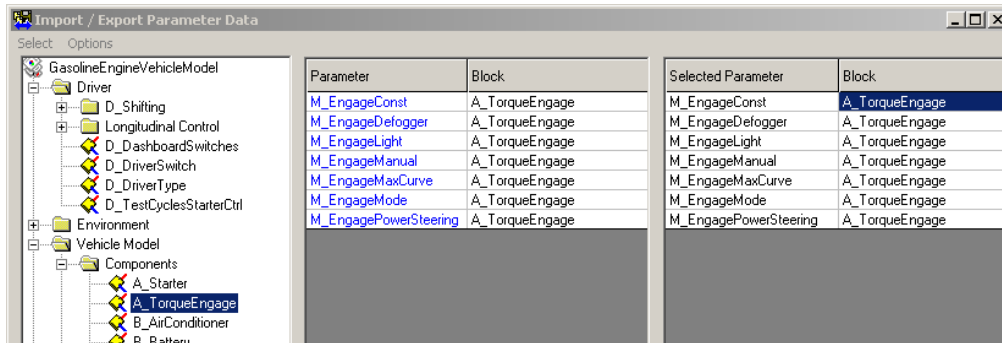 Import / Export Parameter Data
Select Options
GasolineEngineVehicleModel
Driver
D_Shifting
Longitudinal Control
D_DashboardSwitches
D_DriverSwitch
D_DriverType
D_TestCyclesStarterCtrl
Environment
Vehicle Model
Components
A_Starter
A_TorqueEngage
B_AirConditioner
B_Battery
Parameter Block
M_EngageConst A_TorqueEngage
M_EngageDefogger A_TorqueEngage
M_EngageLight A_TorqueEngage
M_EngageManual A_TorqueEngage
M_EngageMaxCurve A_TorqueEngage
M_EngageMode A_TorqueEngage
M_EngagePowerSteering A_TorqueEngage
Selected Parameter Block
M_EngageConst A_TorqueEngage
M_EngageDefogger A_TorqueEngage
M_EngageLight A_TorqueEngage
M_EngageManual A_TorqueEngage
M_EngageMaxCurve A_TorqueEngage
M_EngageMode A_TorqueEngage
M_EngagePowerSteering A_TorqueEngage